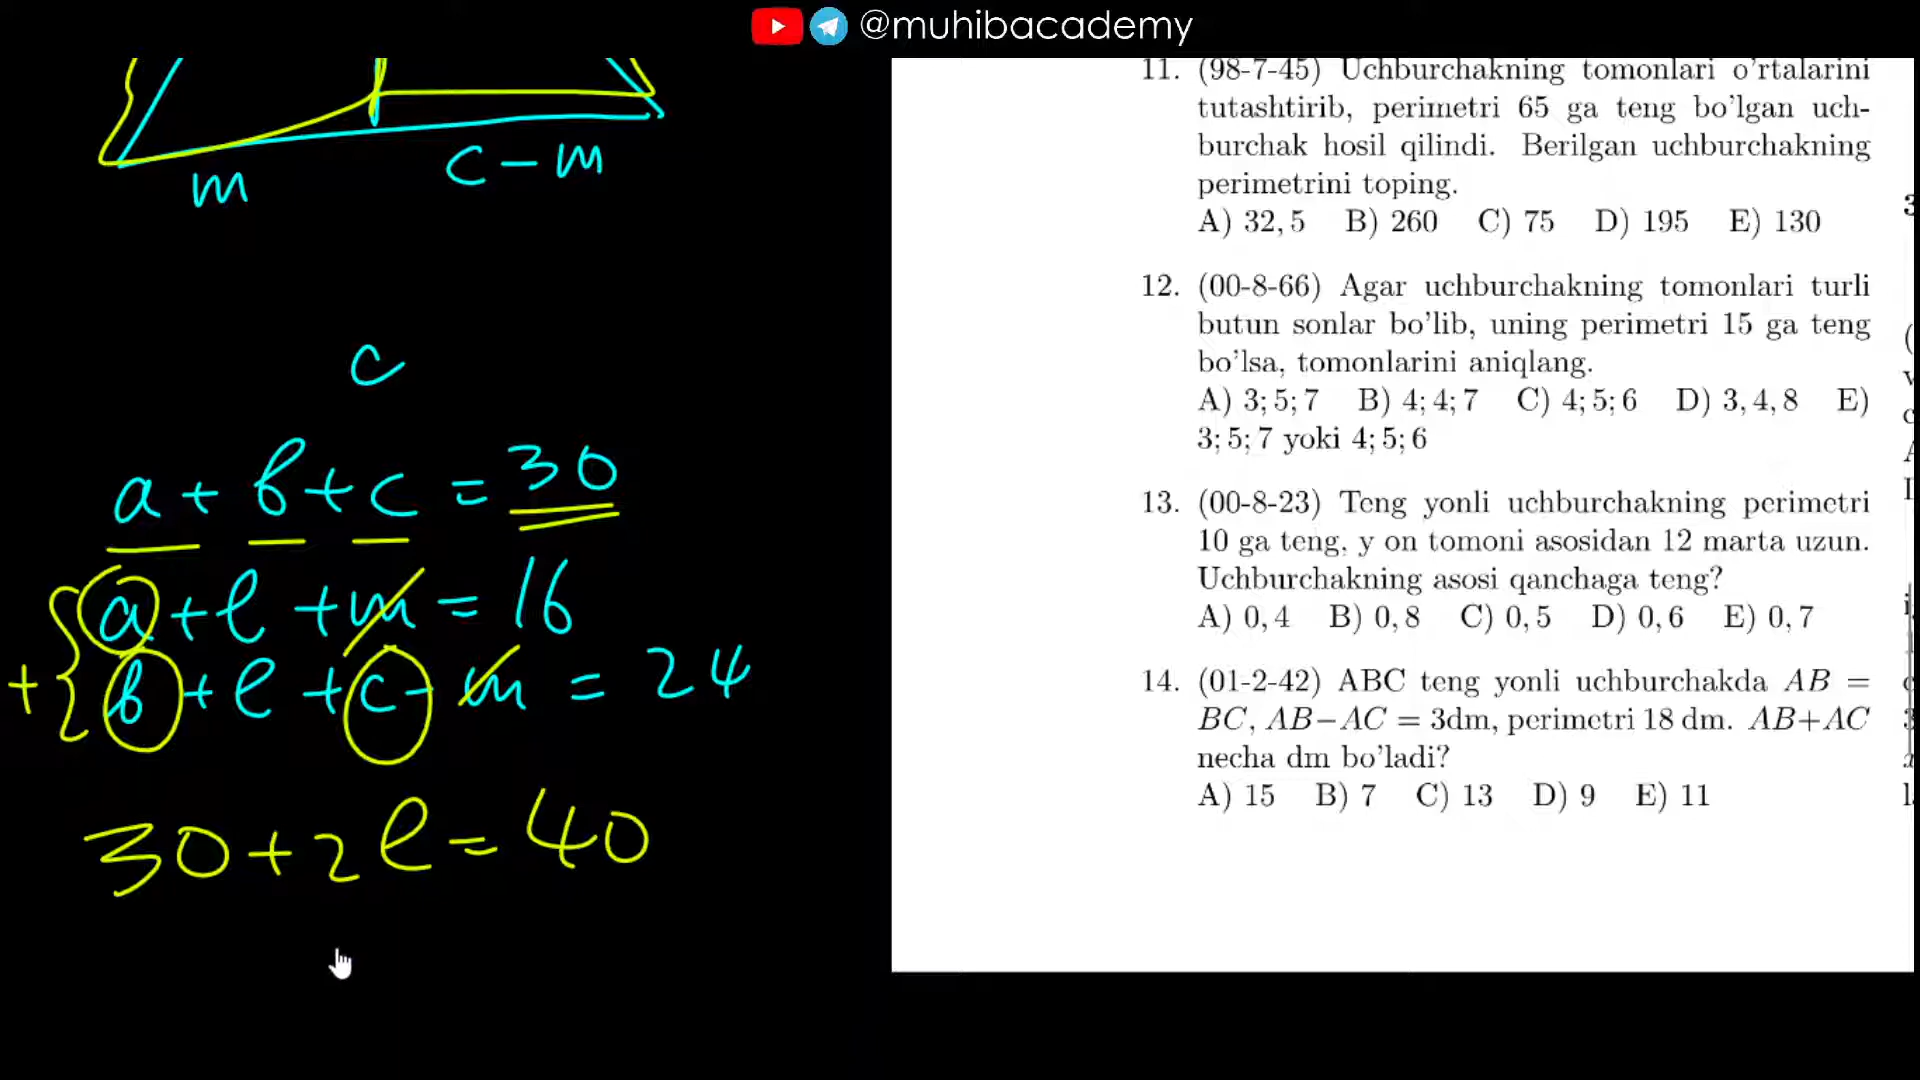 @muhibacademy
m
c - m
c
a + b + c = 30
a + l + m = 16
+ { b + l + c - m = 24
30 + 2l = 40
11. (98-7-45) Uchburchakning tomonlari o'rtalarini
tutashtirib, perimetri 65 ga teng bo'lgan uch-
burchak hosil qilindi. Berilgan uchburchakning
perimetrini toping.
A) 32, 5 B) 260 C) 75 D) 195 E) 130
12. (00-8-66) Agar uchburchakning tomonlari turli
butun sonlar bo'lib, uning perimetri 15 ga teng
bo'lsa, tomonlarini aniqlang.
A) 3; 5; 7 B) 4; 4; 7 C) 4; 5; 6 D) 3, 4, 8 E)
3; 5; 7 yoki 4; 5; 6
13. (00-8-23) Teng yonli uchburchakning perimetri
10 ga teng, y on tomoni asosidan 12 marta uzun.
Uchburchakning asosi qanchaga teng?
A) 0, 4 B) 0, 8 C) 0, 5 D) 0, 6 E) 0, 7
14. (01-2-42) ABC teng yonli uchburchakda AB =
BC, AB−AC = 3dm, perimetri 18 dm. AB+AC
necha dm bo'ladi?
A) 15 B) 7 C) 13 D) 9 E) 11